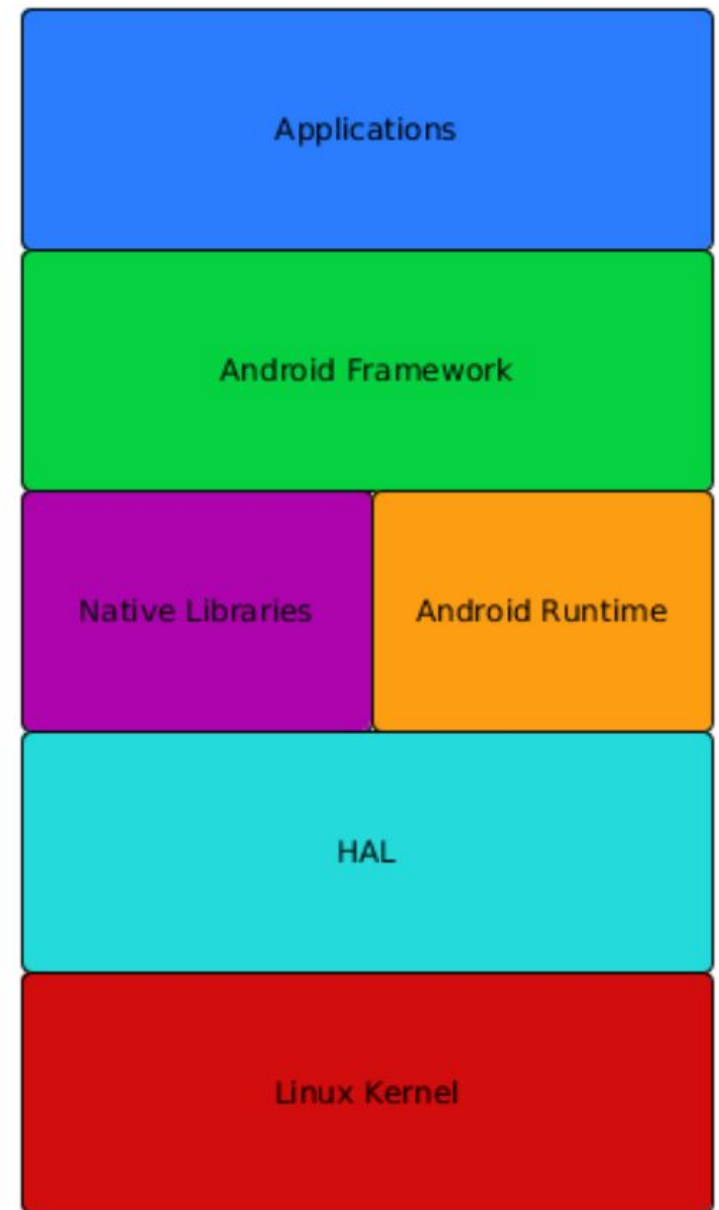 Applications
Android Framework
Native Libraries
Android Runtime
HAL
Linux Kernel